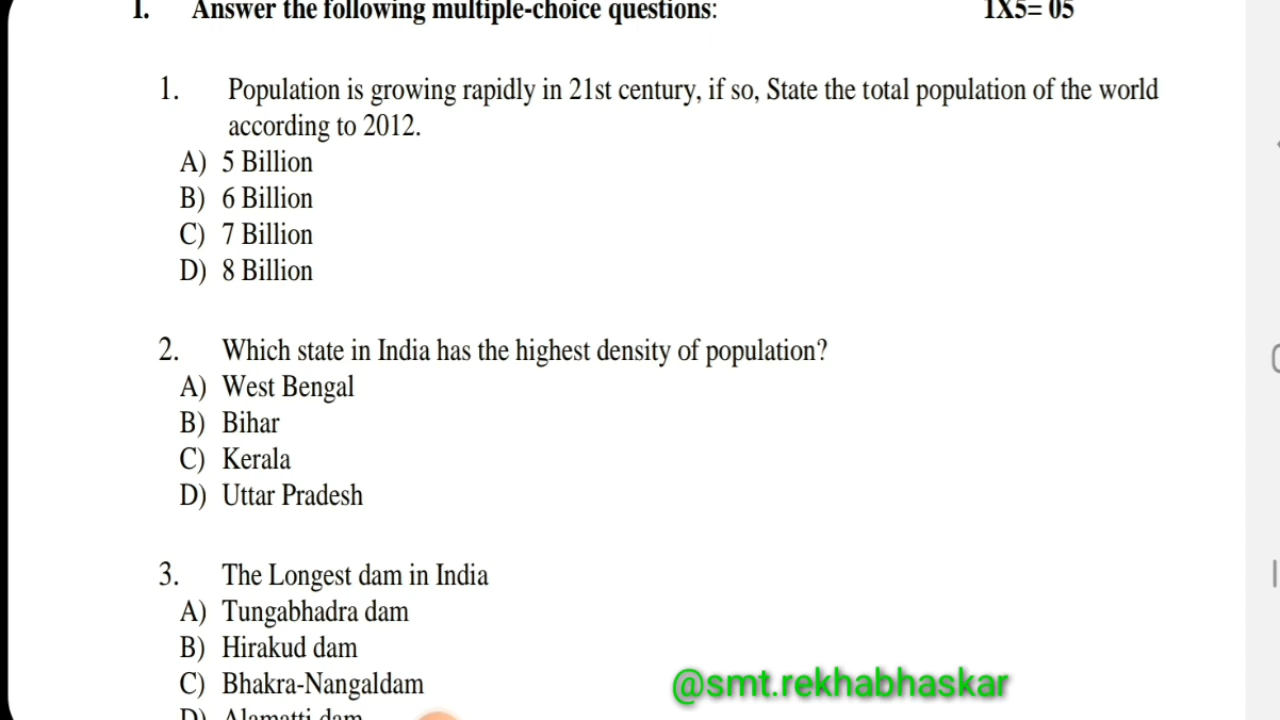 I. Answer the following multiple-choice questions: 1X5= 05
1. Population is growing rapidly in 21st century, if so, State the total population of the world
according to 2012.
A) 5 Billion
B) 6 Billion
C) 7 Billion
D) 8 Billion
2. Which state in India has the highest density of population?
A) West Bengal
B) Bihar
C) Kerala
D) Uttar Pradesh
3. The Longest dam in India
A) Tungabhadra dam
B) Hirakud dam
C) Bhakra-Nangaldam
D) Alamatti dam
@smt.rekhabhaskar